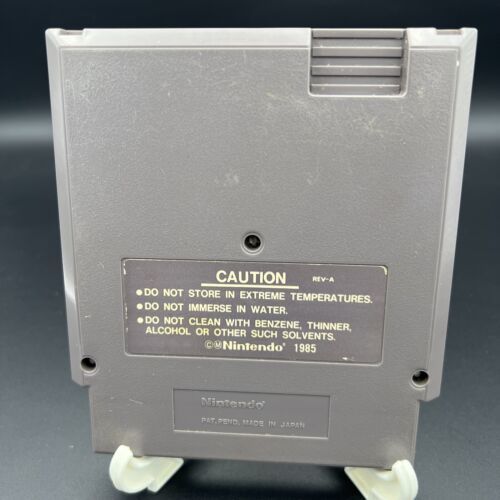 CAUTION REV-A
●DO NOT STORE IN EXTREME TEMPERATURES.
●DO NOT IMMERSE IN WATER.
●DO NOT CLEAN WITH BENZENE, THINNER,
ALCOHOL OR OTHER SUCH SOLVENTS.
©Ⓜ Nintendo® 1985
Nintendo®
PAT. PEND. MADE IN JAPAN